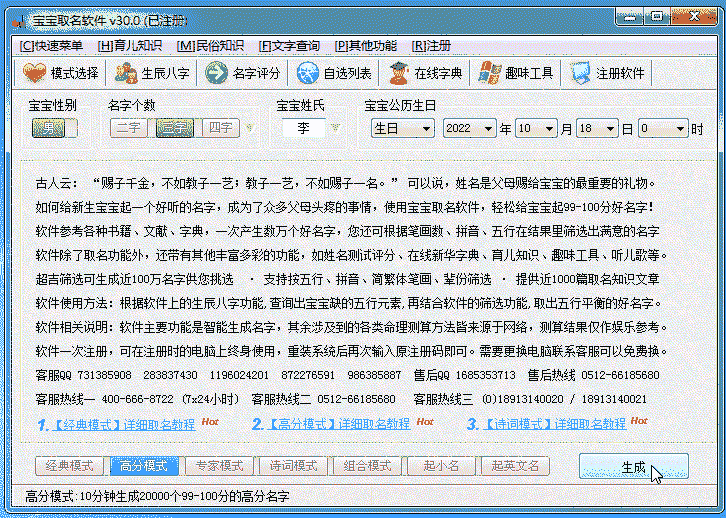 宝宝取名软件 v30.0 (已注册)
[C]快速菜单 [H]育儿知识 [M]民俗知识 [F]文字查询 [P]其他功能 [R]注册
模式选择 生辰八字 名字评分 自选列表 在线字典 趣味工具 注册软件
宝宝性别 名字个数 宝宝姓氏 宝宝公历生日
男 二字 三字 四字 李 生日 2022 年 10 月 18 日 0 时
古人云： “赐子千金，不如教子一艺；教子一艺，不如赐子一名。” 可以说，姓名是父母赐给宝宝的最重要的礼物。
如何给新生宝宝起一个好听的名字，成为了众多父母头疼的事情，使用宝宝取名软件，轻松给宝宝起99-100分好名字！
软件参考各种书籍、文献、字典，一次产生数万个好名字，您还可根据笔画数、拼音、五行在结果里筛选出满意的名字
软件除了取名功能外，还带有其他丰富多彩的功能，如姓名测试评分、在线新华字典、育儿知识、趣味工具、听儿歌等。
超吉筛选可生成近100万名字供您挑选 · 支持按五行、拼音、简繁体笔画、辈份筛选 · 提供近1000篇取名知识文章
软件使用方法：根据软件上的生辰八字功能,查询出宝宝缺的五行元素,再结合软件的筛选功能,取出五行平衡的好名字。
软件相关说明：软件主要功能是智能生成名字，其余涉及到的各类命理测算方法皆来源于网络，测算结果仅作娱乐参考。
软件一次注册，可在注册时的电脑上终身使用，重装系统后再次输入原注册码即可。需要更换电脑联系客服可以免费换。
客服QQ 731385908 283837430 1196024201 872276591 986385887 售后QQ 1685353713 售后热线 0512-66185680
客服热线一 400-666-8722 (7x24小时) 客服热线二 0512-66185680 客服热线三 (0)18913140020 / 18913140021
1.【经典模式】详细取名教程 Hot 2.【高分模式】详细取名教程 Hot 3.【诗词模式】详细取名教程 Hot
经典模式 高分模式 专家模式 诗词模式 组合模式 起小名 起英文名 生成
高分模式:10分钟生成20000个99-100分的高分名字